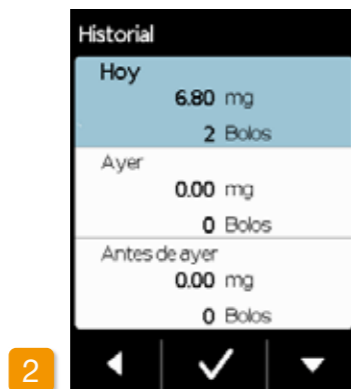 Historial
Hoy
6.80 mg
2 Bolos
Ayer
0.00 mg
0 Bolos
Antes de ayer
0.00 mg
0 Bolos
2